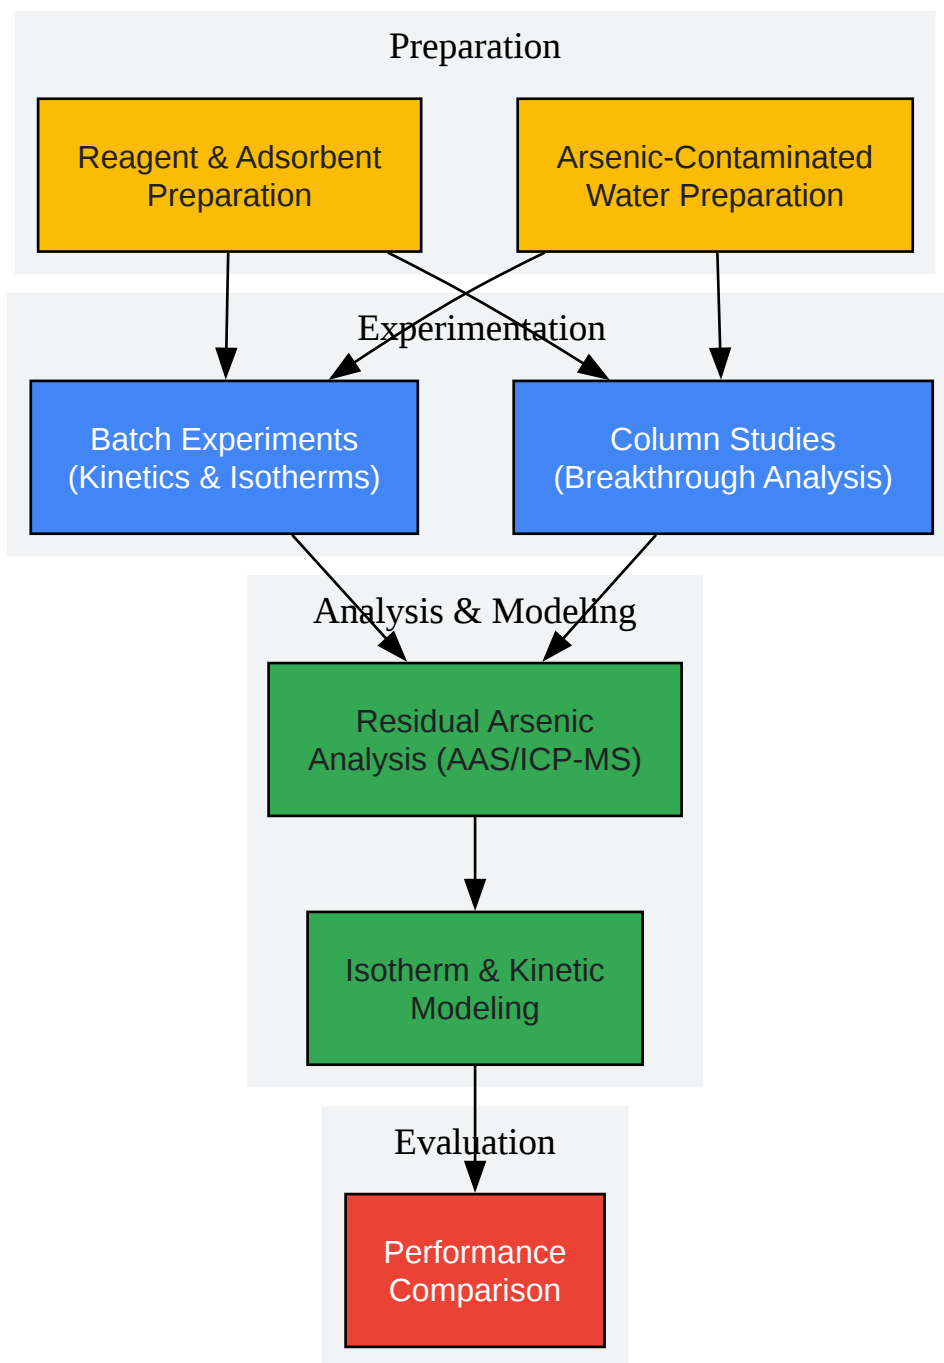 Preparation
Reagent & Adsorbent
Preparation
Arsenic-Contaminated
Water Preparation
Experimentation
Batch Experiments
(Kinetics & Isotherms)
Column Studies
(Breakthrough Analysis)
Analysis & Modeling
Residual Arsenic
Analysis (AAS/ICP-MS)
Isotherm & Kinetic
Modeling
Evaluation
Performance
Comparison